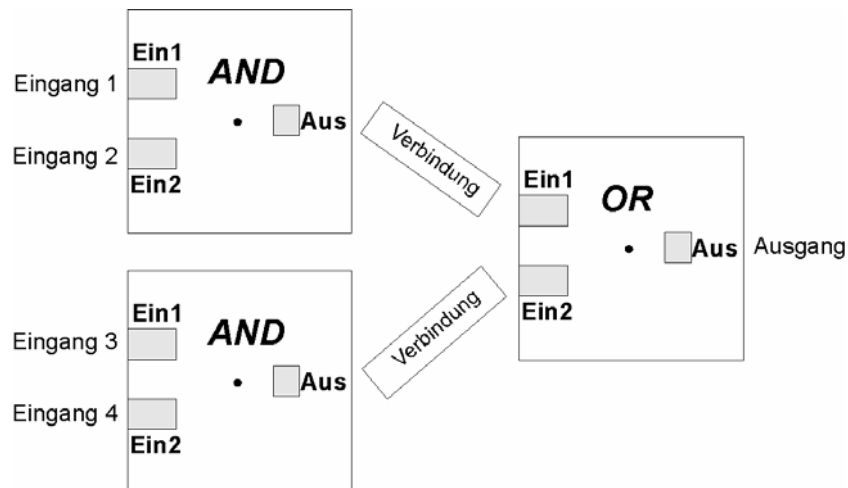 Ein1
AND
Eingang 1
Aus
Eingang 2
Ein2
Verbindung
Ein1
OR
Aus
Ausgang
Ein2
Ein1
AND
Eingang 3
Aus
Eingang 4
Ein2
Verbindung